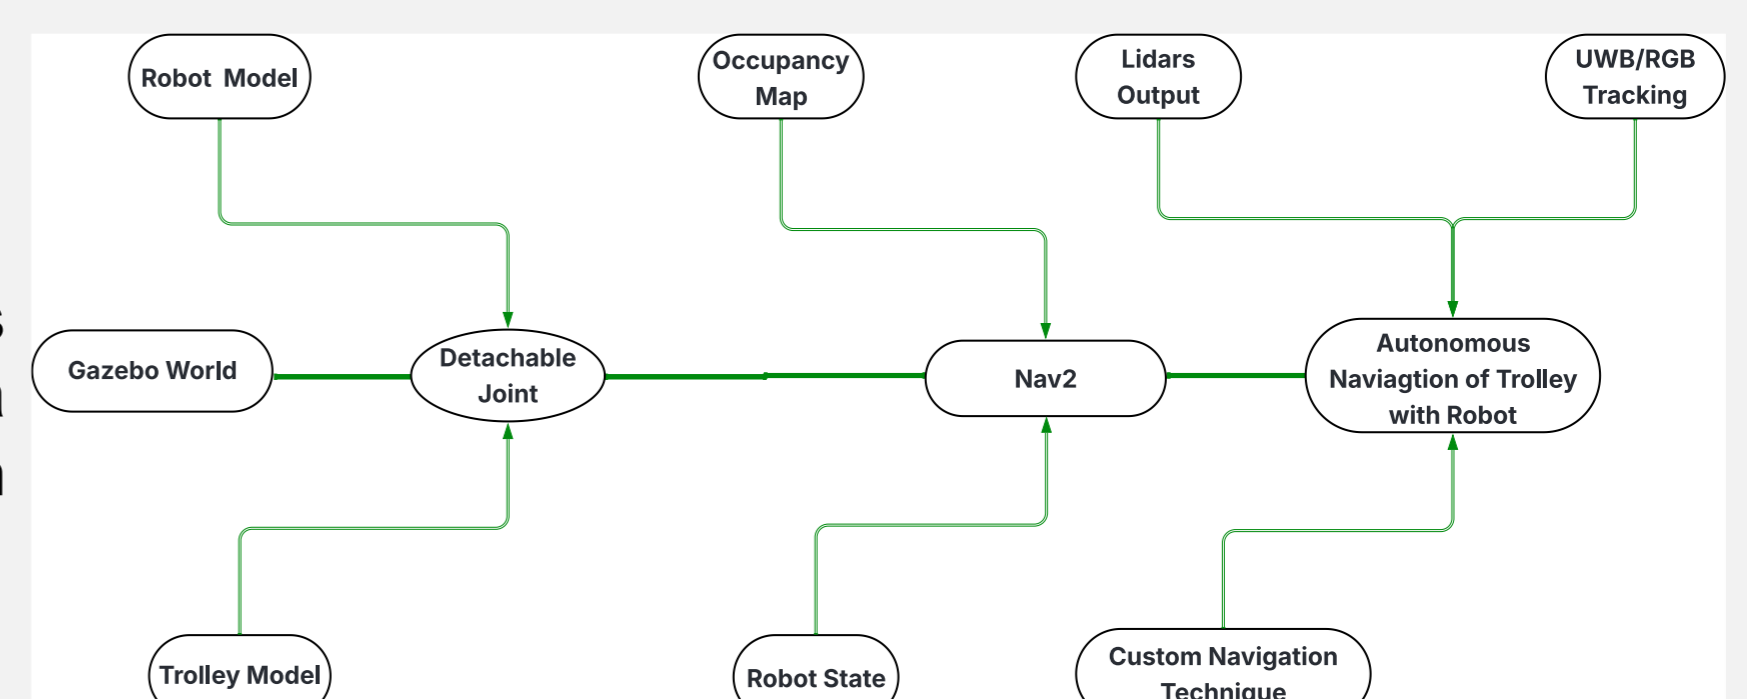 Robot Model
Occupancy
Map
Lidars
Output
UWB/RGB
Tracking
Gazebo World
Detachable
Joint
Nav2
Autonomous
Naviagtion of Trolley
with Robot
Trolley Model
Robot State
Custom Navigation
Technique